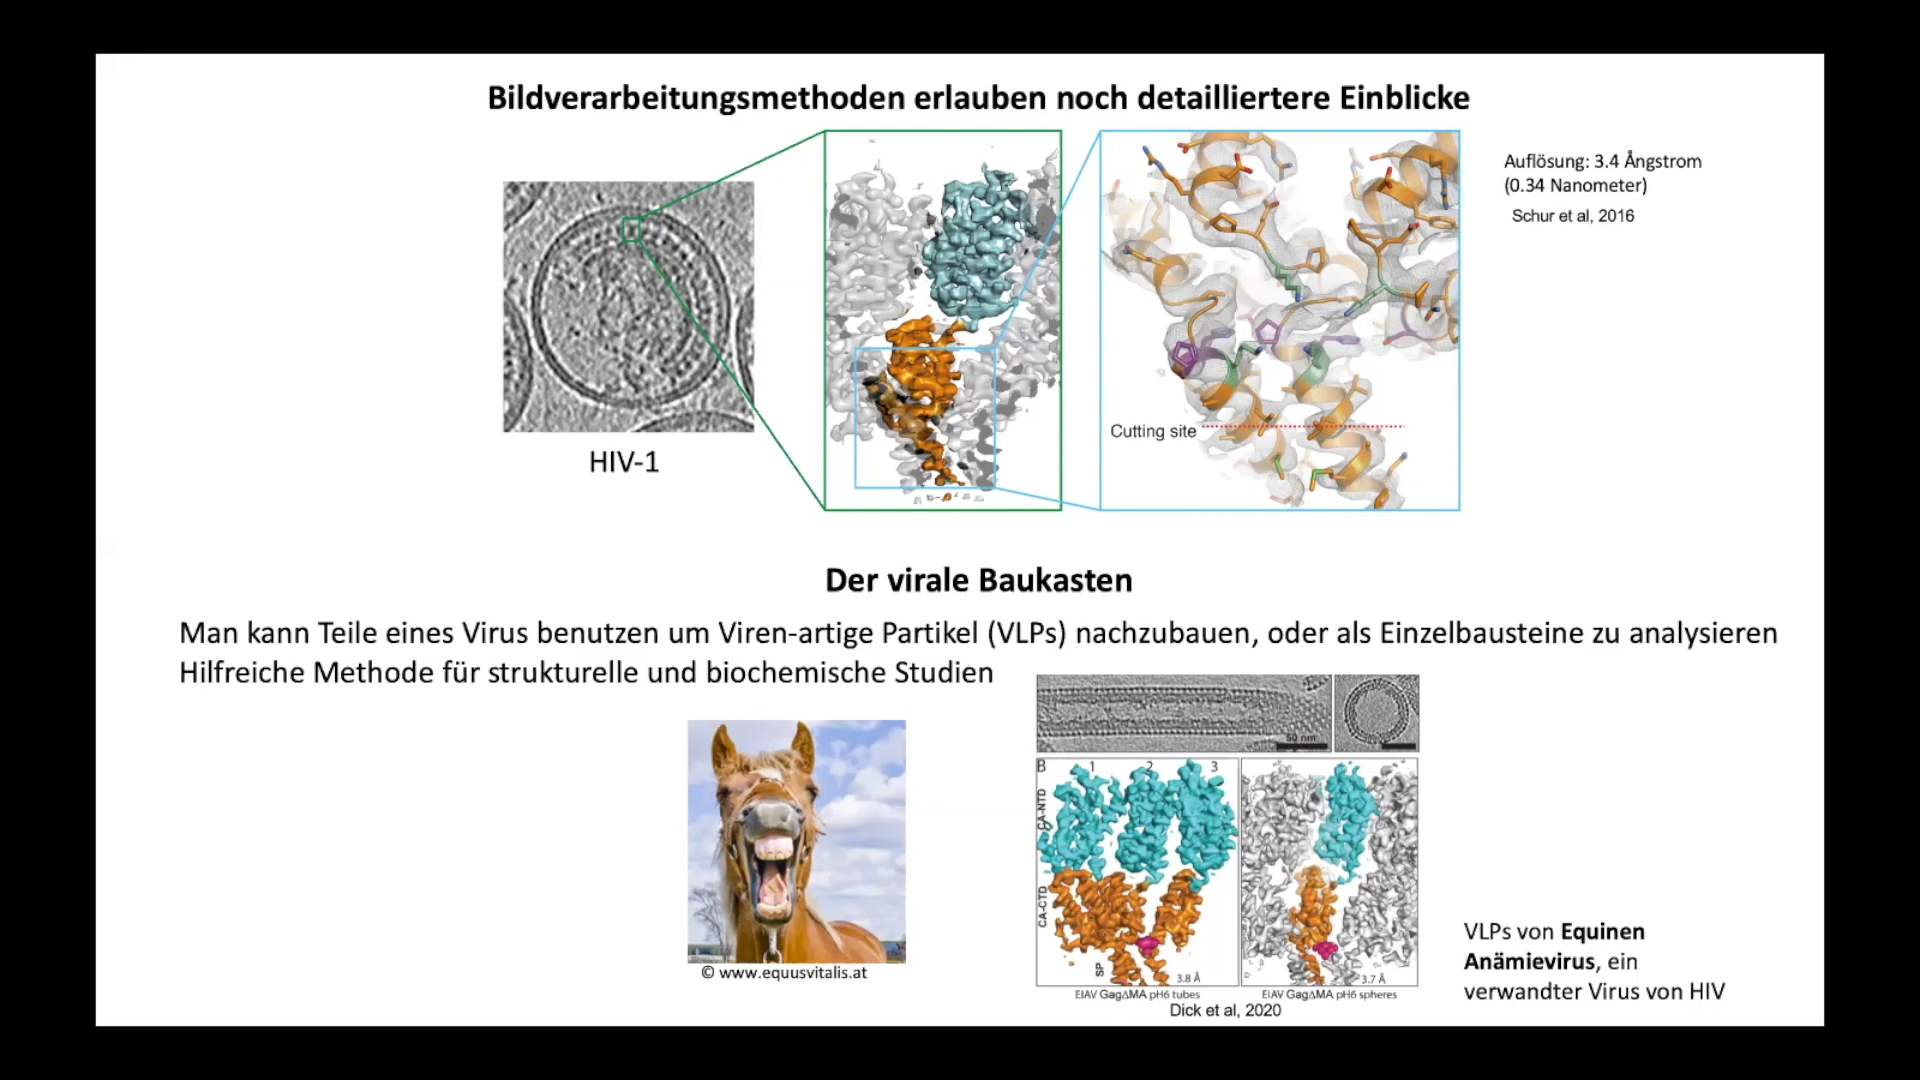 Bildverarbeitungsmethoden erlauben noch detailliertere Einblicke
Auflösung: 3.4 Ångstrom
(0.34 Nanometer)
Schur et al, 2016
Cutting site
HIV-1
Der virale Baukasten
Man kann Teile eines Virus benutzen um Viren-artige Partikel (VLPs) nachzubauen, oder als Einzelbausteine zu analysieren
Hilfreiche Methode für strukturelle und biochemische Studien
50 nm
B 1 2 3
CA-NTD
CA-CTD
SP
3.8 Å
3.7 Å
EIAV GagΔMA pH6 tubes
EIAV GagΔMA pH6 spheres
Dick et al, 2020
© www.equusvitalis.at
VLPs von Equinen
Anämievirus, ein
verwandter Virus von HIV